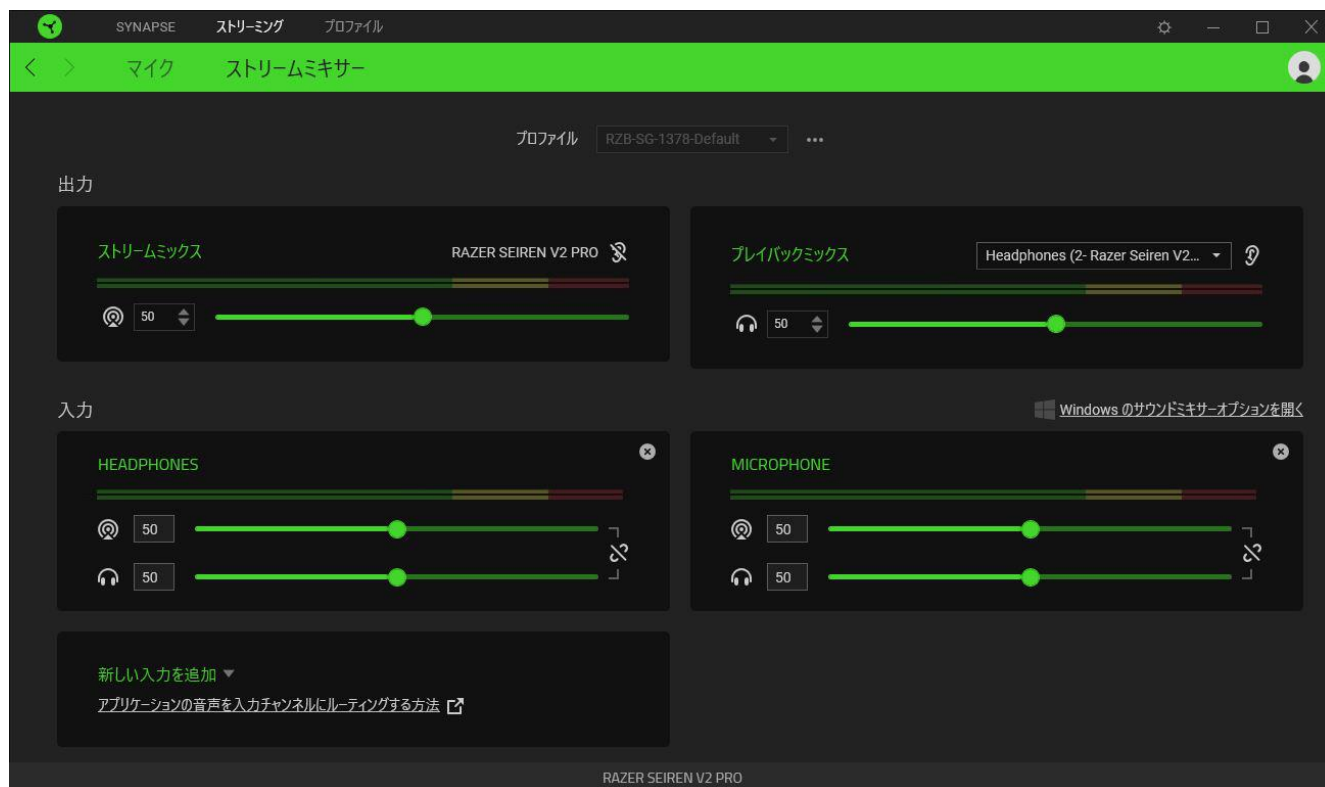 SYNAPSE ストリーミング プロファイル
マイク ストリームミキサー
プロファイル RZB-SG-1378-Default
出力
ストリームミックス RAZER SEIREN V2 PRO
50
プレイバックミックス Headphones (2- Razer Seiren V2...
50
入力
Windows のサウンドミキサーオプションを開く
HEADPHONES
50
50
MICROPHONE
50
50
新しい入力を追加
アプリケーションの音声を入力チャンネルにルーティングする方法
RAZER SEIREN V2 PRO